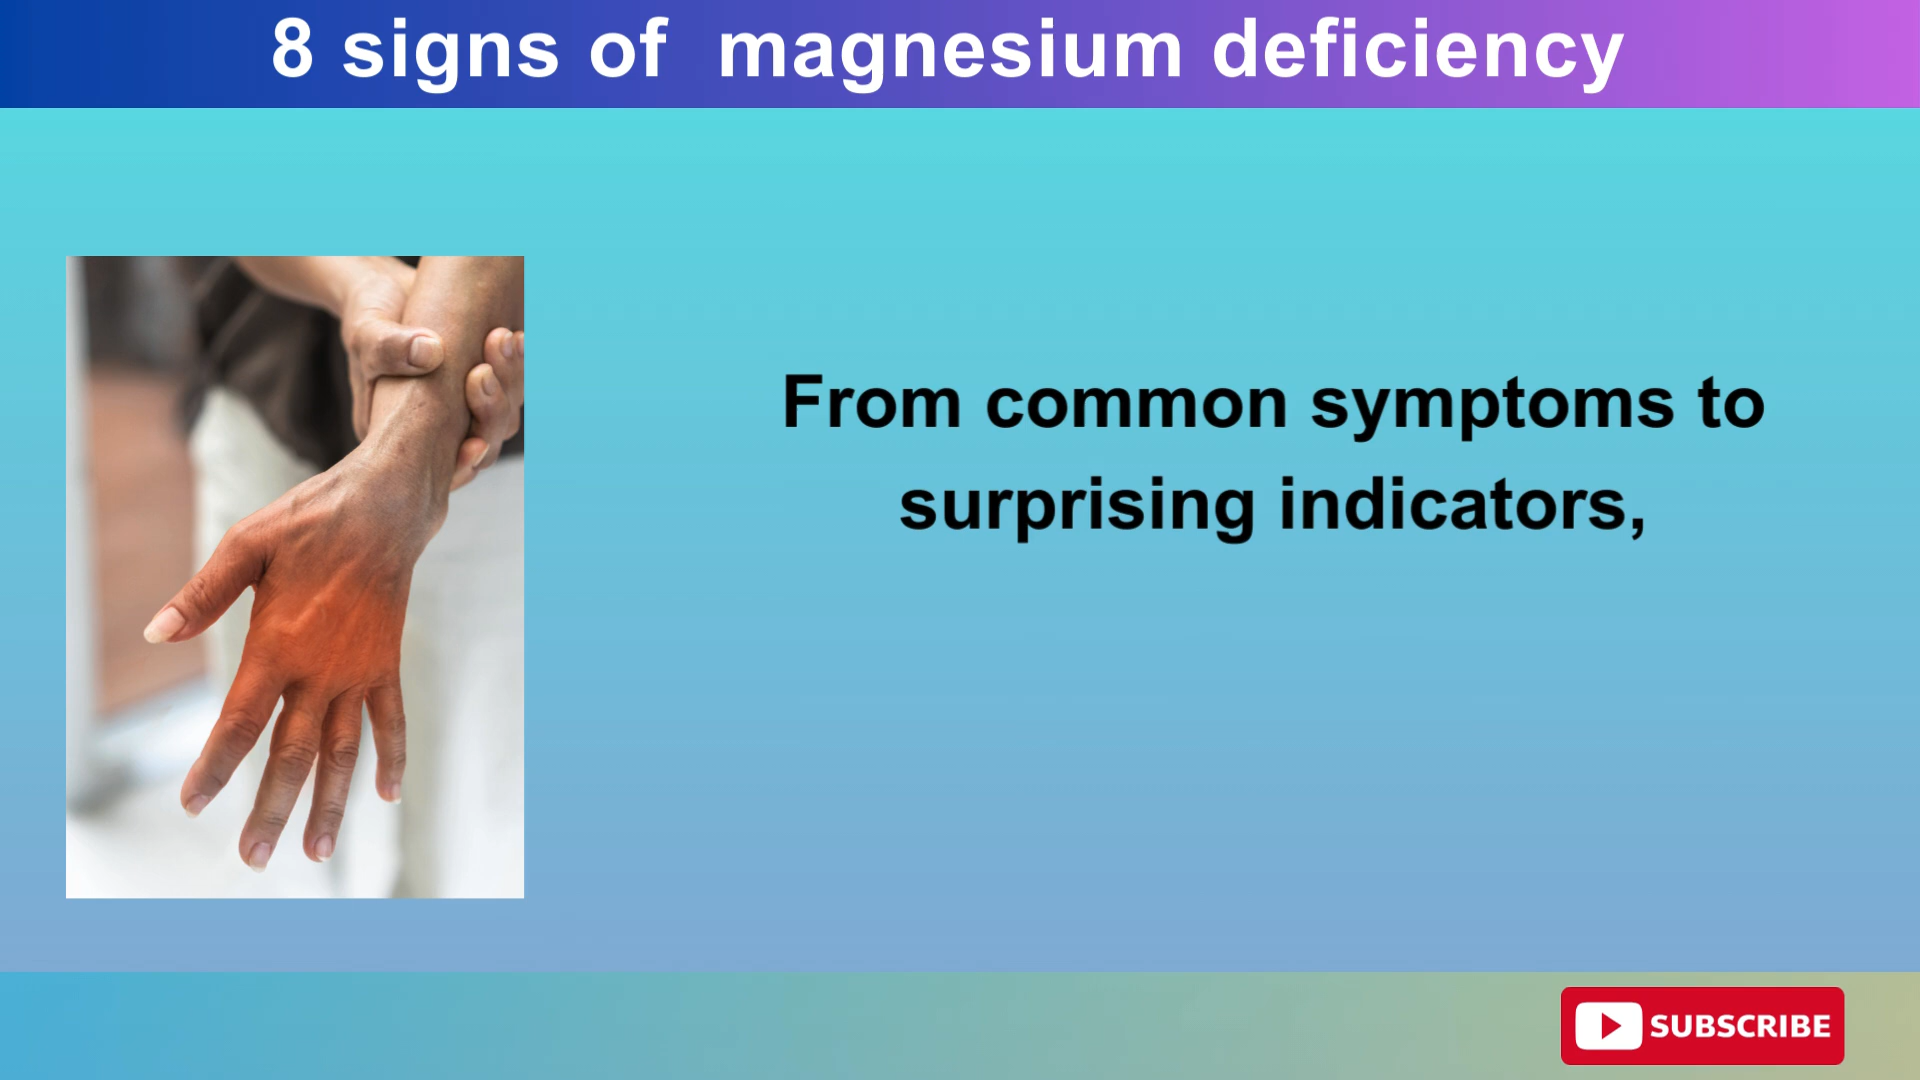 8 signs of  magnesium deficiency
From common symptoms to
surprising indicators,
SUBSCRIBE